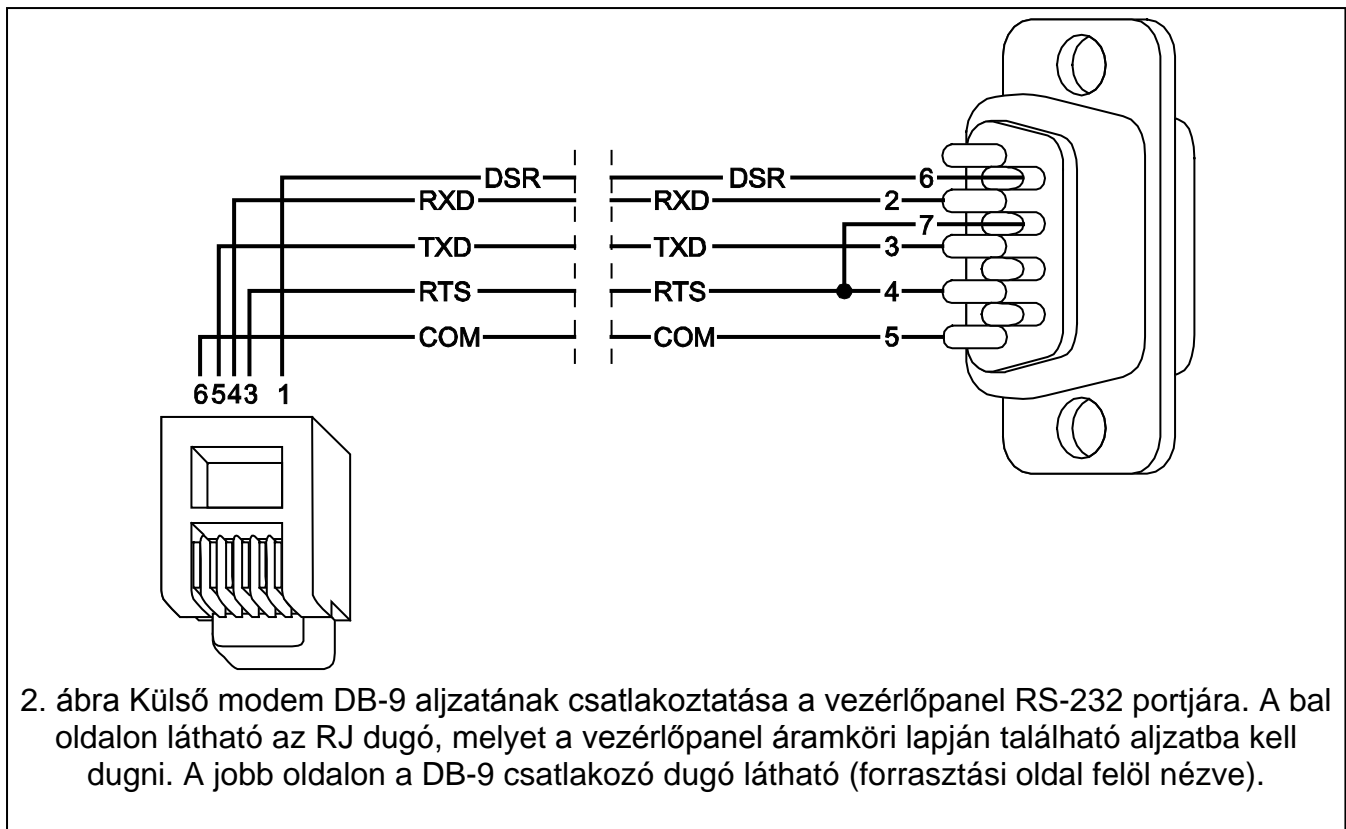 DSR DSR 6
RXD RXD 2
7
TXD TXD 3
RTS RTS 4
COM COM 5
6543 1
2. ábra Külső modem DB-9 aljzatának csatlakoztatása a vezérlőpanel RS-232 portjára. A bal
oldalon látható az RJ dugó, melyet a vezérlőpanel áramköri lapján található aljzatba kell
dugni. A jobb oldalon a DB-9 csatlakozó dugó látható (forrasztási oldal felöl nézve).